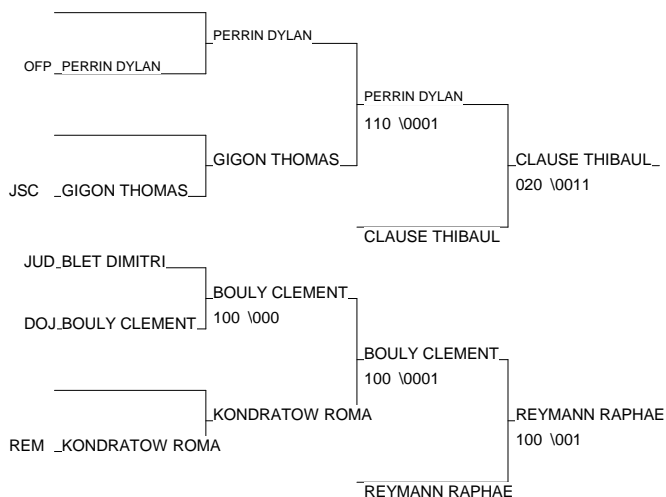 PERRIN DYLAN
OFP PERRIN DYLAN
PERRIN DYLAN
110 \0001
GIGON THOMAS
CLAUSE THIBAUL
020 \0011
JSC GIGON THOMAS
CLAUSE THIBAUL
JUD BLET DIMITRI
BOULY CLEMENT
100 \000
DOJ BOULY CLEMENT
BOULY CLEMENT
100 \0001
KONDRATOW ROMA
REYMANN RAPHAE
100 \001
REM KONDRATOW ROMA
REYMANN RAPHAE